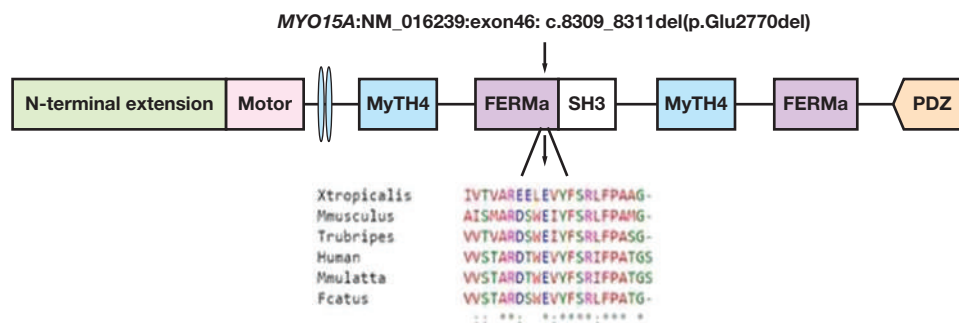 MYO15A:NM_016239:exon46: c.8309_8311del(p.Glu2770del)
N-terminal extension Motor MyTH4 FERMa SH3 MyTH4 FERMa PDZ
Xtropicalis IVTVAREELEVYFSRLFPAAG-
Mmusculus AISMARDSWEIYFSRLFPAMG-
Trubripes VVTVARDSWEIYFSRLFPASG-
Human VVSTARDTWEVYFSRIFPATGS
Mmulatta VVSTARDTWEVYFSRIFPATGS
Fcatus VVSTARDSWEVYFSRLFPATG-